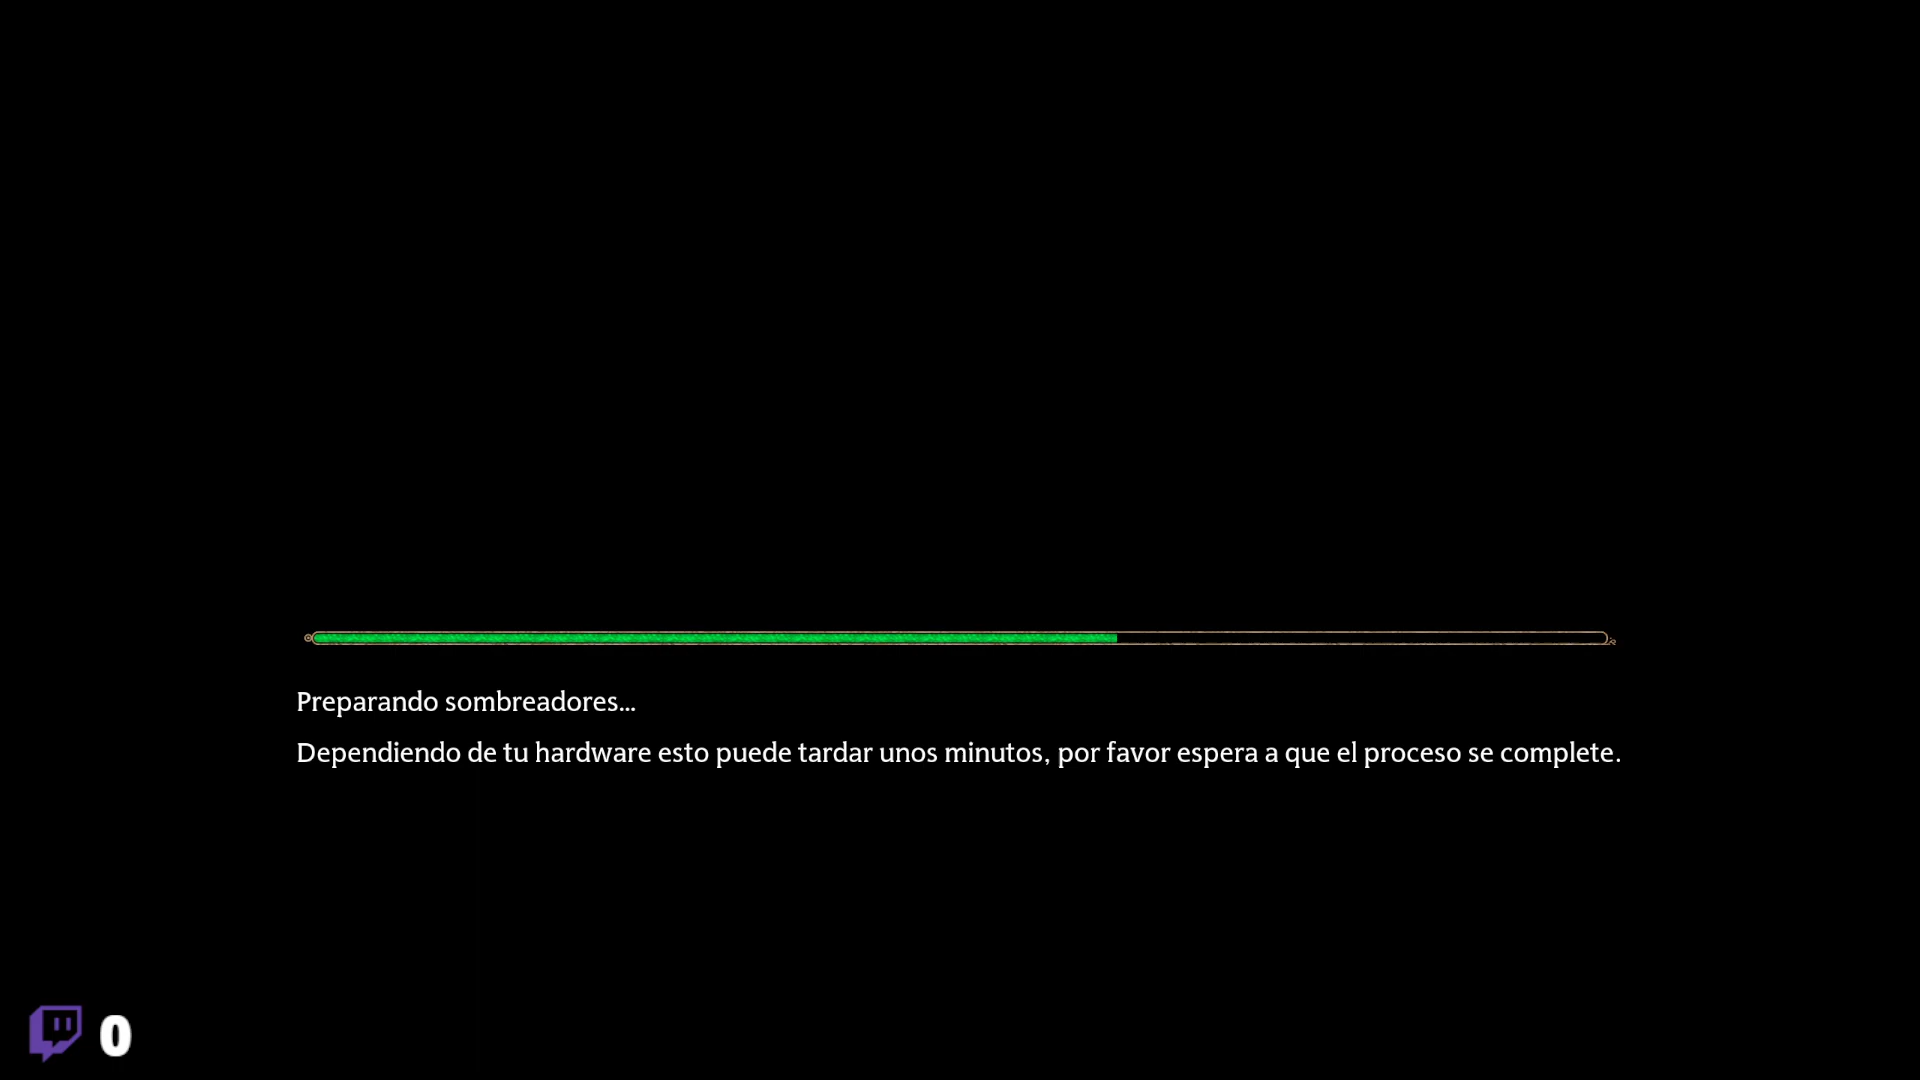 Preparando sombreadores...
Dependiendo de tu hardware esto puede tardar unos minutos, por favor espera a que el proceso se complete.
0